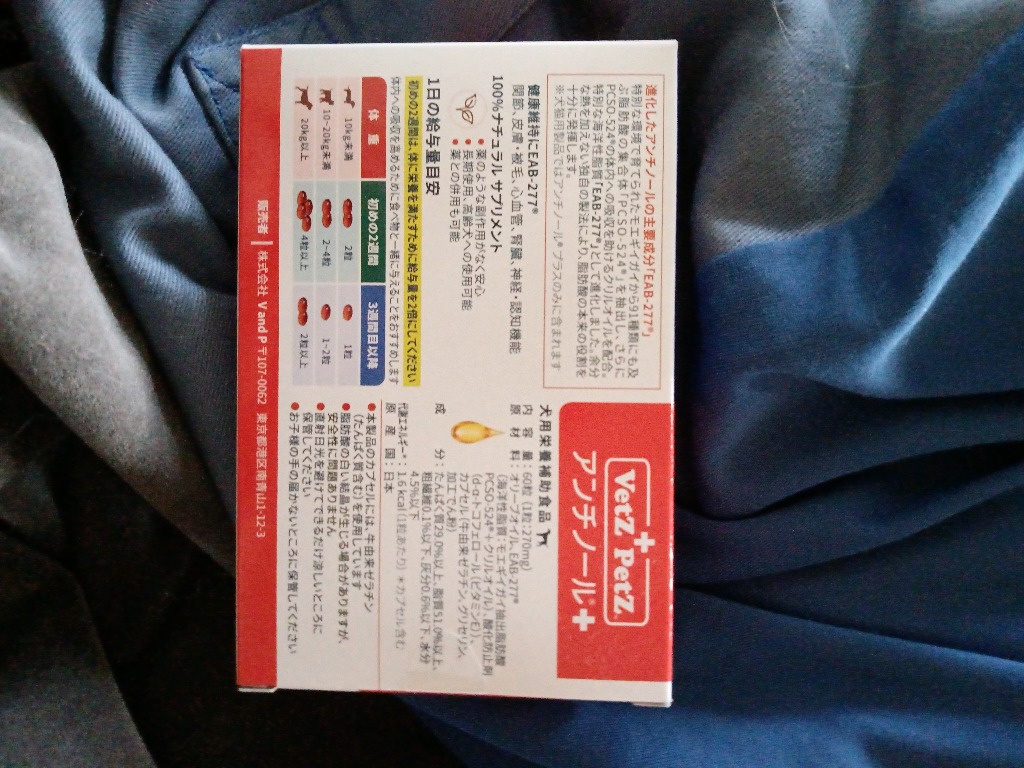 進化したアンチノールの主要成分「EAB-277®」
特別な環境で育てられたモエギイガイから91種類にも及
ぶ脂肪酸の集合体「PCSO-524®」を抽出し、さらに
PCSO-524®の体内への吸収を助けるクリルオイルを配合。
特別な海洋性脂質「EAB-277®」として進化しました。余分
な熱を加えない独自の製法により、脂肪酸の本来の役割を
十分に発揮します。
※犬猫用製品ではアンチノール®プラスのみに含まれます
健康維持にEAB-277®
関節、皮膚・被毛、心血管、腎臓、神経・認知機能
100%ナチュラル サプリメント
●薬のような副作用がなく安心
●長期使用、高齢犬への使用可能
●薬との併用も可能
1日の給与量目安
初めの2週間は、体に栄養を満たすために給与量を2倍にしてください
体内への吸収を高めるために食べ物と一緒に与えることをおすすめします
体重 初めの2週間 3週間目以降
10kg未満 2粒 1粒
10~20kg未満 2~4粒 1~2粒
20kg以上 4粒以上 2粒以上
VetZ PetZ
アンチノール®+
犬用栄養補助食品
内容量:60粒(1粒:270mg)
原材料:オリーブオイル、EAB-277®
(海洋性脂質:モエギイガイ抽出脂肪酸
PCSO-524®+クリルオイル)、酸化防止剤
(d-α-トコフェロール(ビタミンE))、
カプセル(牛由来ゼラチン、グリセリン、
加工でん粉)
成分:たんぱく質29.0%以上、脂質51.0%以上、
粗繊維0.1%以下、灰分0.6%以下、水分
4.5%以下
代謝エネルギー*:1.6 kcal(1粒あたり) *カプセル含む
原産国:日本
●本製品のカプセルには、牛由来ゼラチン
(たんぱく質含む)を使用しています
●脂肪酸の白い結晶が生じる場合がありますが、
安全性に問題ありません
●直射日光を避けてできるだけ涼しいところに
保管してください
●お子様の手の届かないところに保管してください
販売者 株式会社 V and P 〒107-0062 東京都港区南青山1-12-3